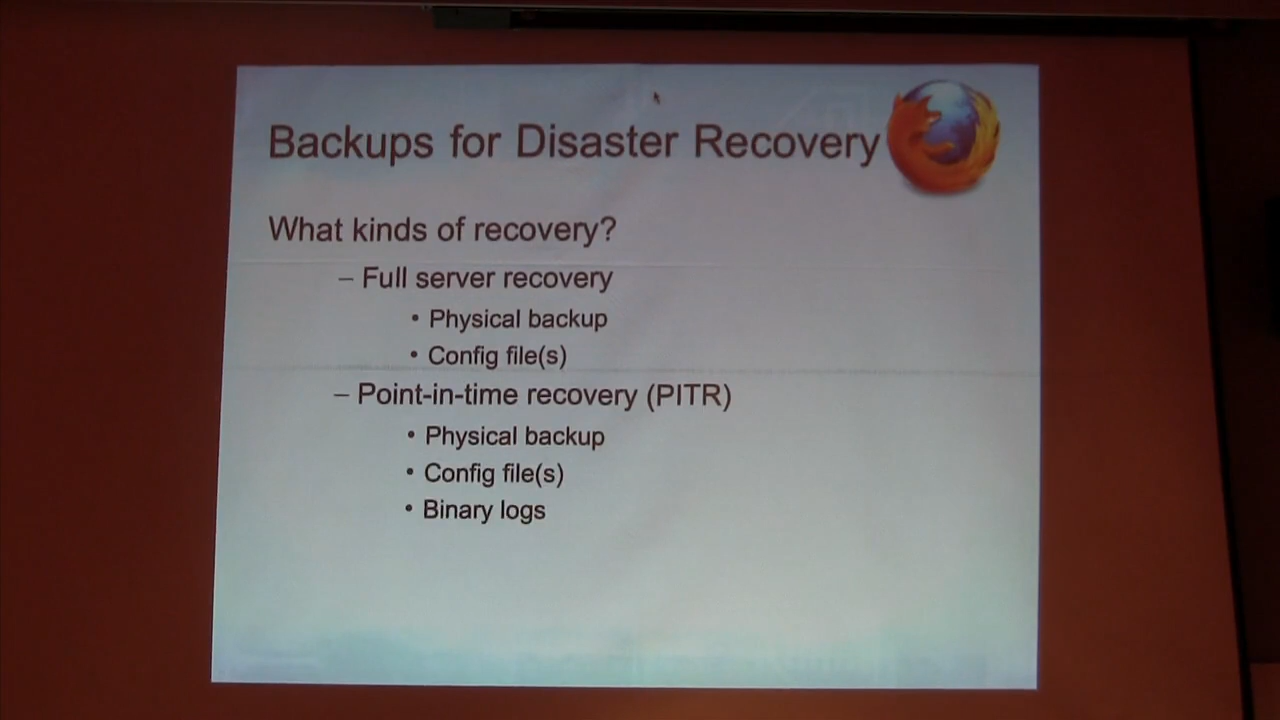 Backups for Disaster Recovery
What kinds of recovery?
– Full server recovery
• Physical backup
• Config file(s)
– Point-in-time recovery (PITR)
• Physical backup
• Config file(s)
• Binary logs